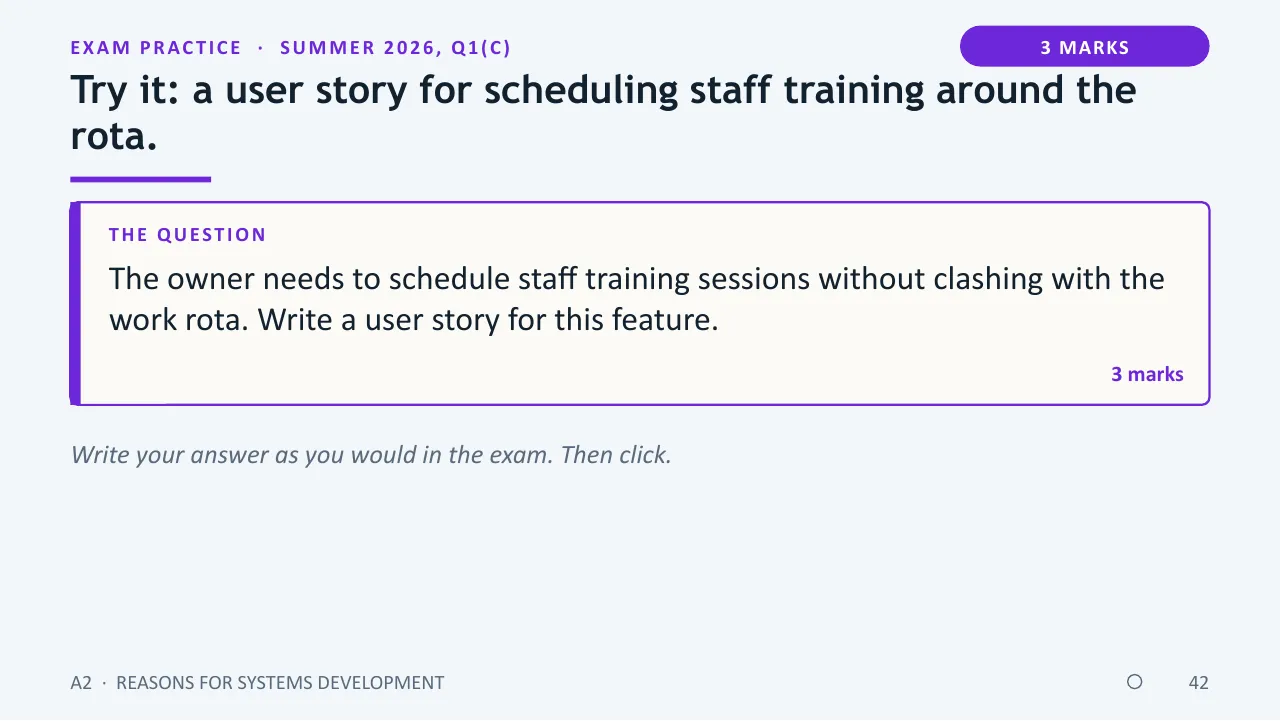 EXAM PRACTICE · SUMMER 2026, Q1(C)
3 MARKS
Try it: a user story for scheduling staff training around the
rota.
THE QUESTION
The owner needs to schedule staff training sessions without clashing with the
work rota. Write a user story for this feature.
3 marks
Write your answer as you would in the exam. Then click.
A2 · REASONS FOR SYSTEMS DEVELOPMENT
42